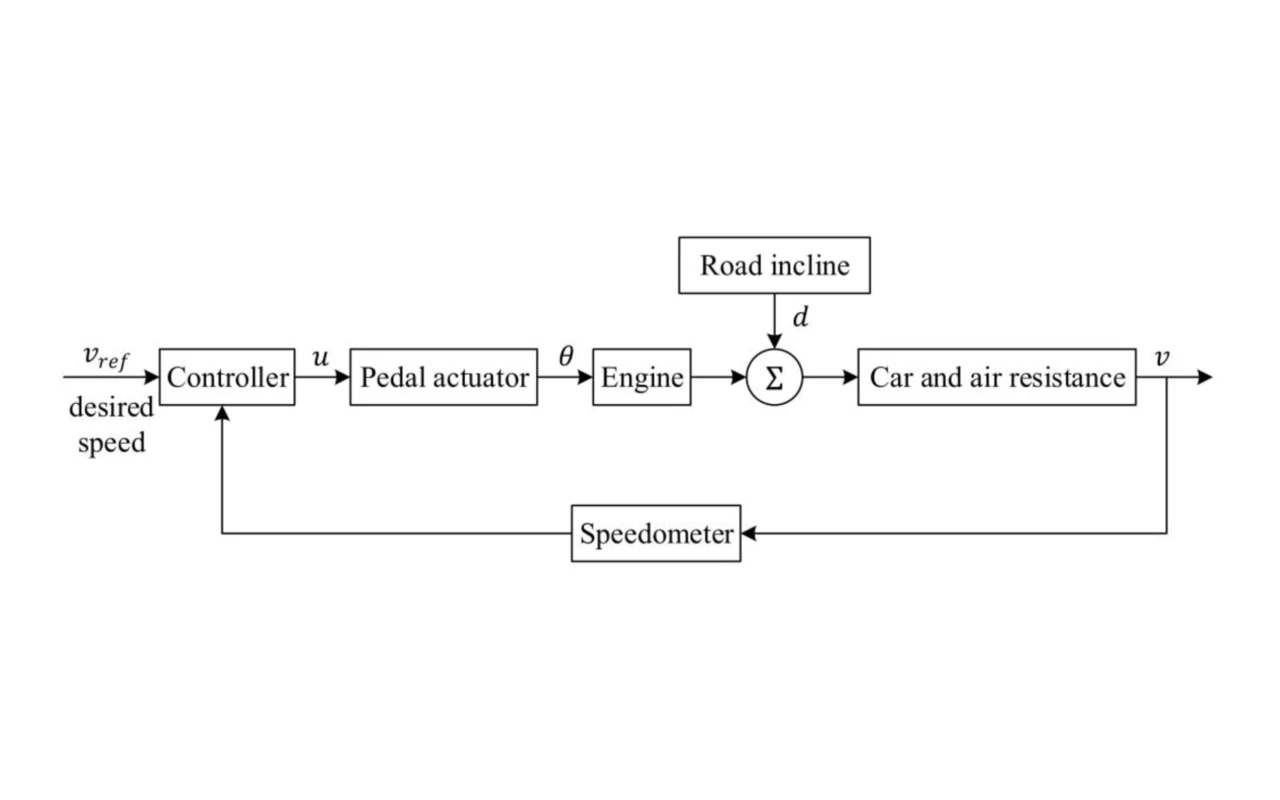 Road incline
d
v_ref
desired
speed
Controller
u
Pedal actuator
θ
Engine
Σ
Car and air resistance
v
Speedometer